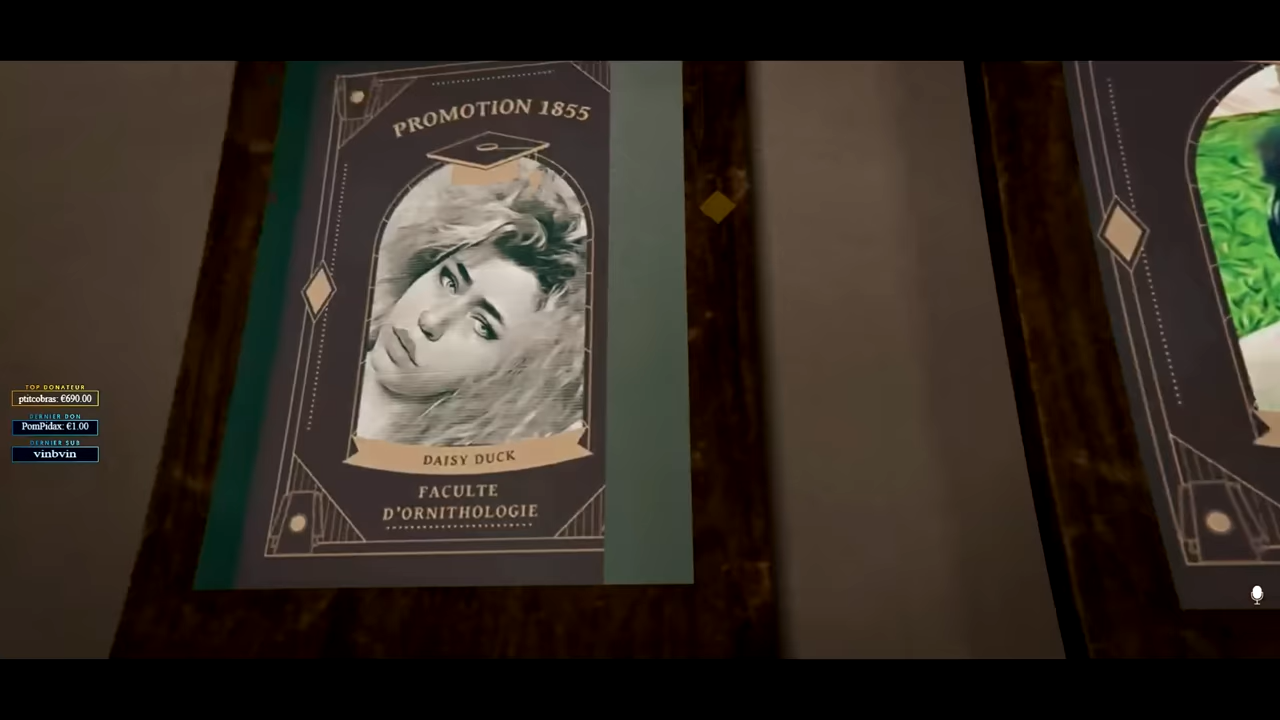 PROMOTION 1855
DAISY DUCK
FACULTE
D'ORNITHOLOGIE
TOP DONATEUR
ptitcobras: €690.00
DERNIER DON
PomPidax: €1.00
DERNIER SUB
vinbvin